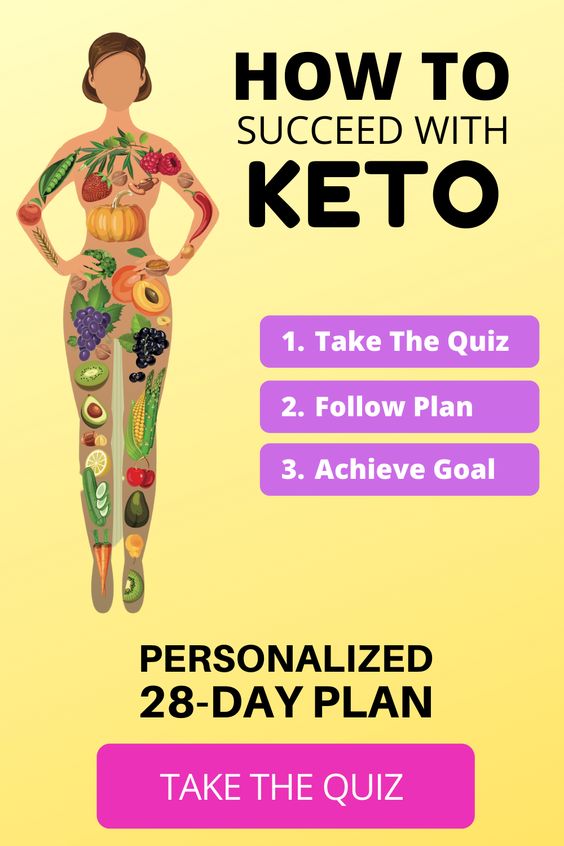 HOW TO
SUCCEED WITH
KETO
1. Take The Quiz
2. Follow Plan
3. Achieve Goal
PERSONALIZED
28-DAY PLAN
TAKE THE QUIZ